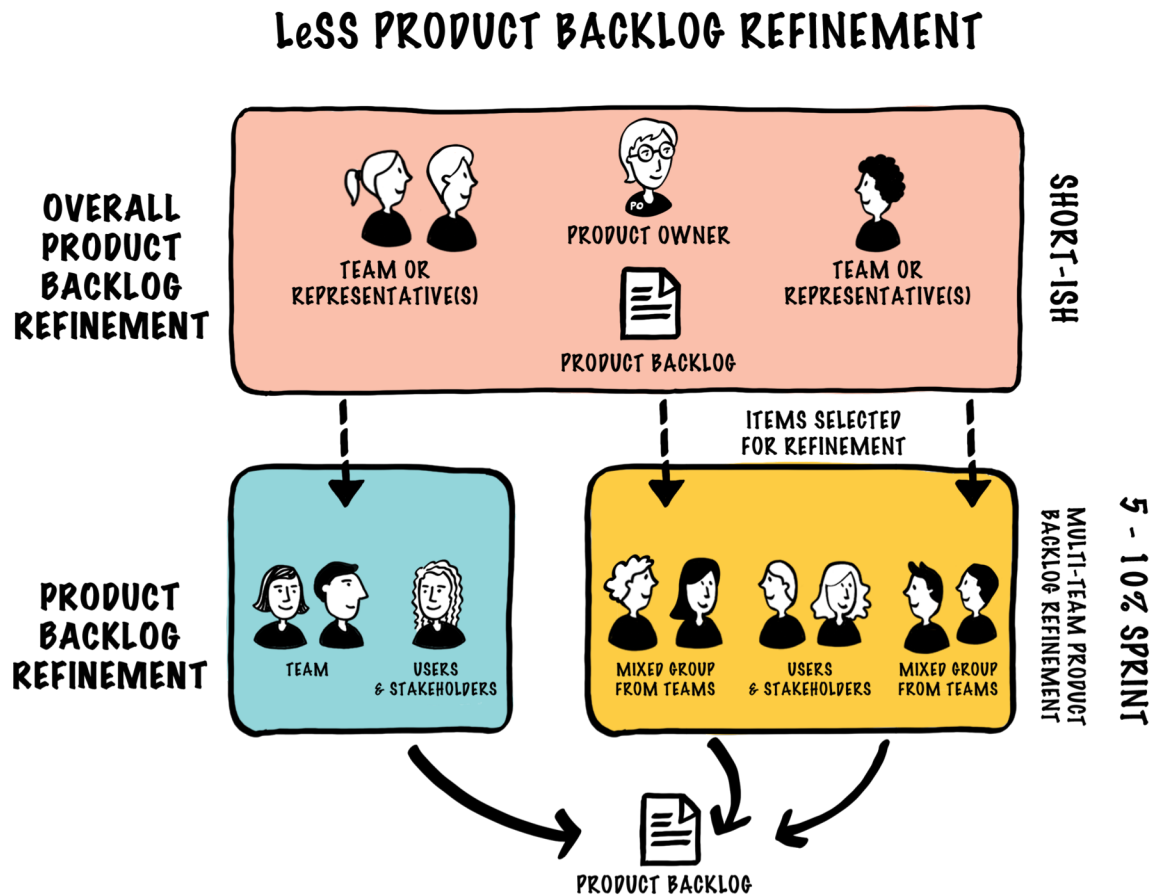 LeSS PRODUCT BACKLOG REFINEMENT
OVERALL
PRODUCT
BACKLOG
REFINEMENT
TEAM OR
REPRESENTATIVE(S)
PO
PRODUCT OWNER
PRODUCT BACKLOG
TEAM OR
REPRESENTATIVE(S)
SHORT-ISH
ITEMS SELECTED
FOR REFINEMENT
PRODUCT
BACKLOG
REFINEMENT
TEAM
USERS
& STAKEHOLDERS
MIXED GROUP
FROM TEAMS
USERS
& STAKEHOLDERS
MIXED GROUP
FROM TEAMS
MULTI-TEAM PRODUCT
BACKLOG REFINEMENT
5 - 10% SPRINT
PRODUCT BACKLOG